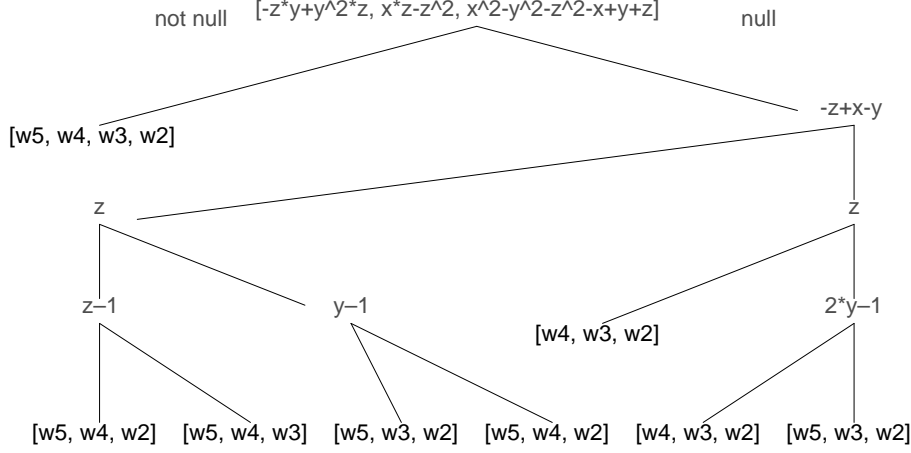 not null [-z*y+y^2*z, x*z-z^2, x^2-y^2-z^2-x+y+z] null
-z+x-y
[w5, w4, w3, w2]
z z
z–1 y–1 2*y–1
[w4, w3, w2]
[w5, w4, w2] [w5, w4, w3] [w5, w3, w2] [w5, w4, w2] [w4, w3, w2] [w5, w3, w2]